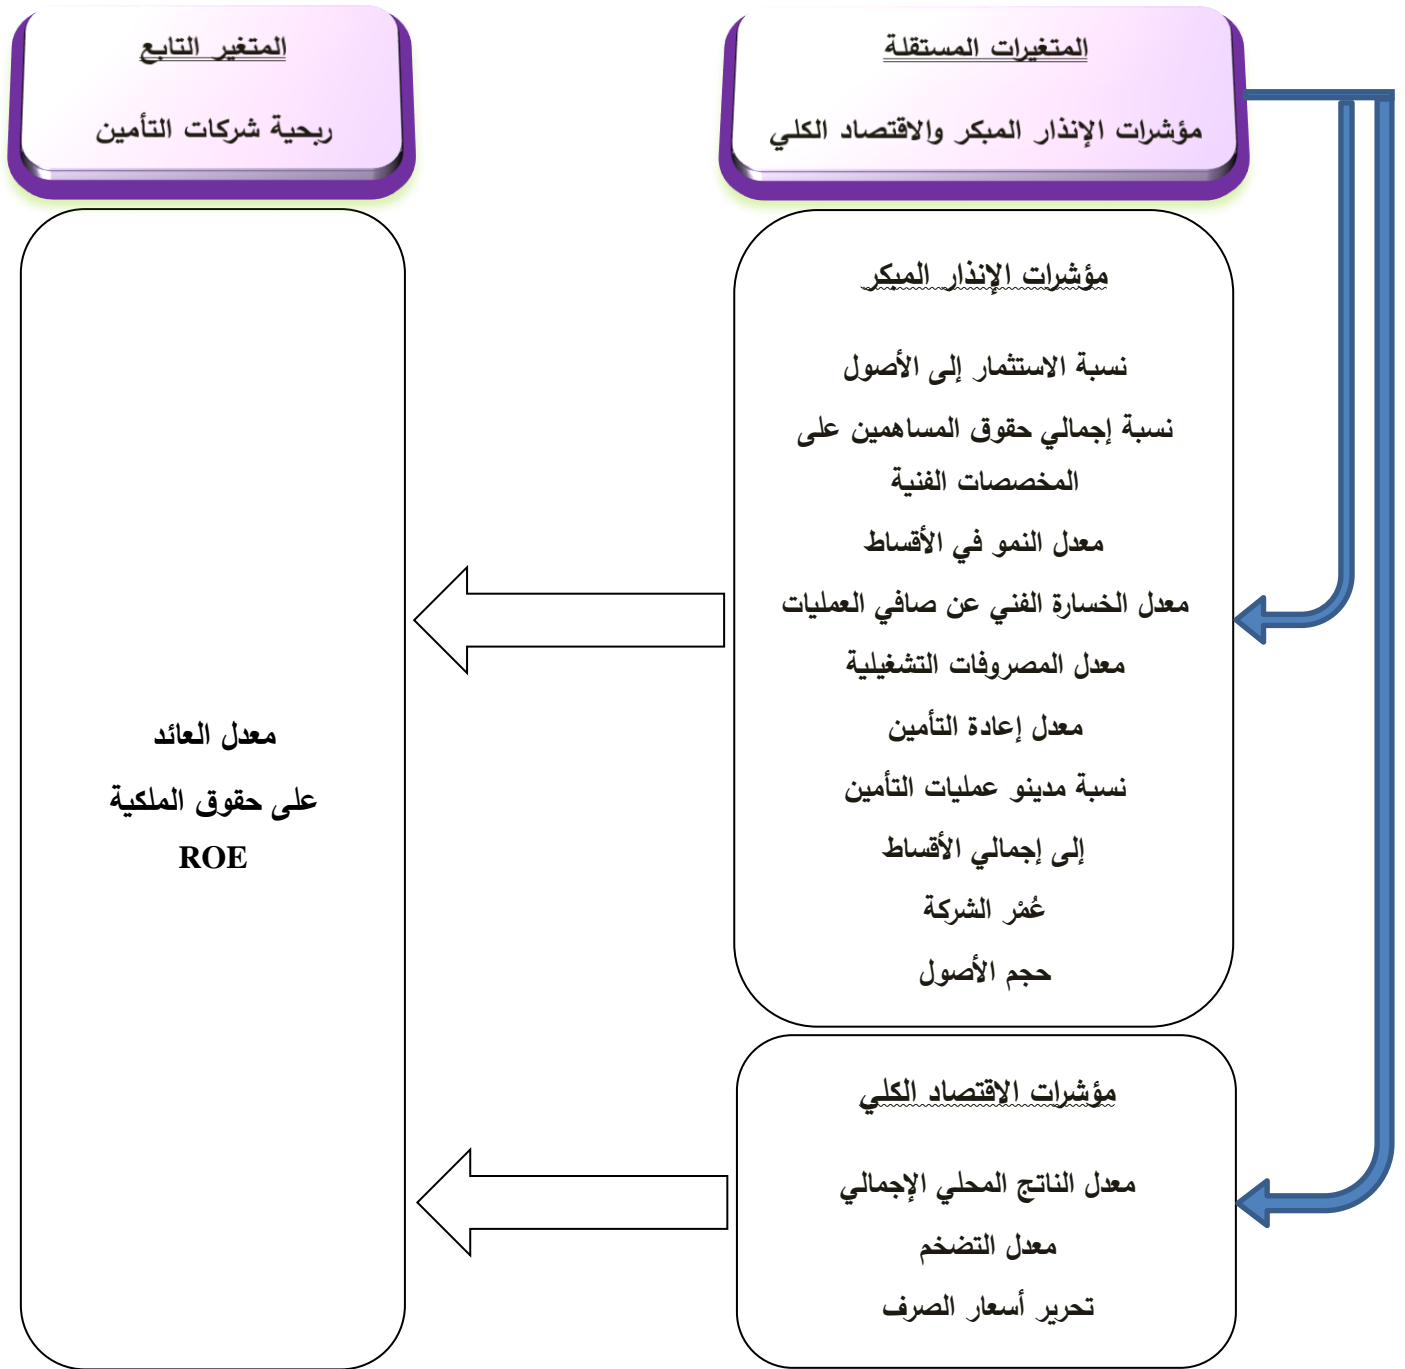 المتغيرات المستقلة
مؤشرات الإنذار المبكر والاقتصاد الكلي
المتغير التابع
ربحية شركات التأمين
مؤشرات الإنذار المبكر
نسبة الاستثمار إلى الأصول
نسبة إجمالي حقوق المساهمين على
المخصصات الفنية
معدل النمو في الأقساط
معدل الخسارة الفني عن صافي العمليات
معدل المصروفات التشغيلية
معدل إعادة التأمين
نسبة مدينو عمليات التأمين
إلى إجمالي الأقساط
عُمْر الشركة
حجم الأصول
مؤشرات الاقتصاد الكلي
معدل الناتج المحلي الإجمالي
معدل التضخم
تحرير أسعار الصرف
معدل العائد
على حقوق الملكية
ROE